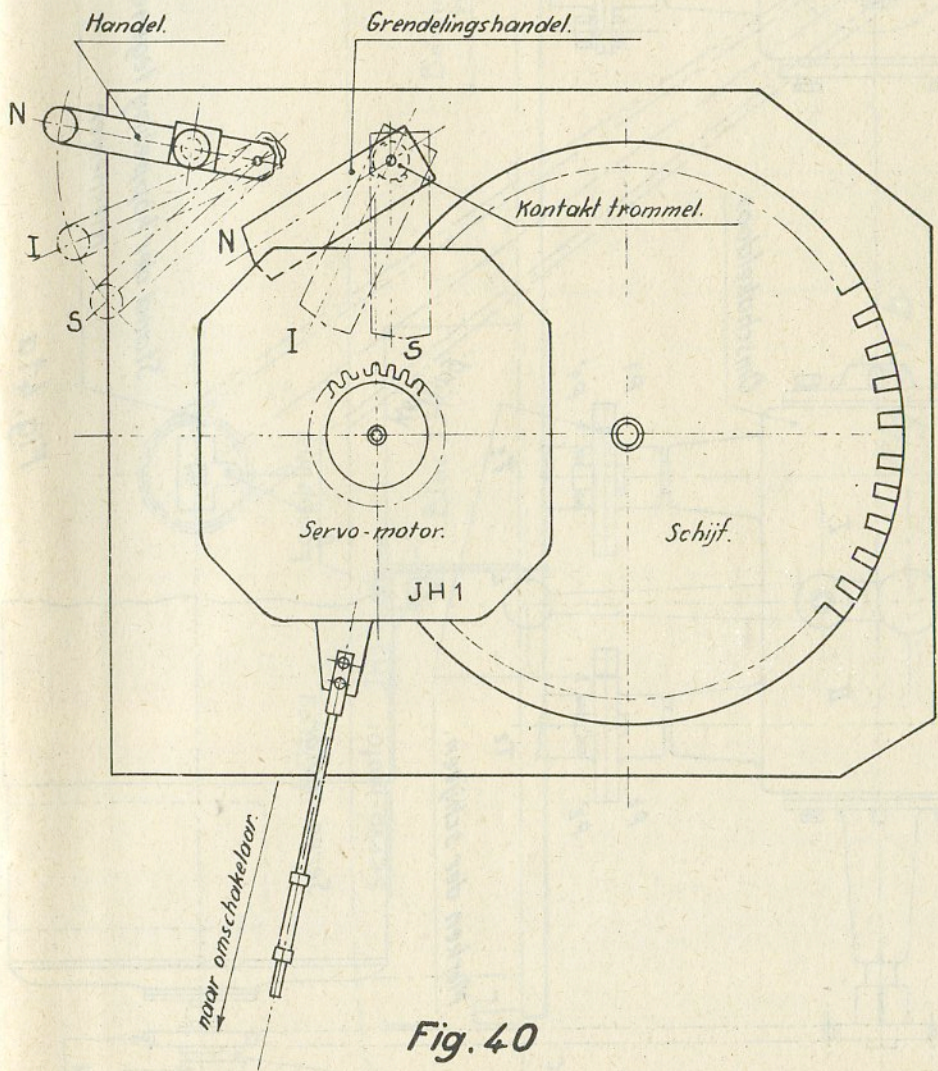 Handel.
Grendelingshandel.
N
Kontakt trommel.
N
I
S
I
S
Servo-motor.
Schijf.
JH1
naar omschakelaar.
Fig. 40